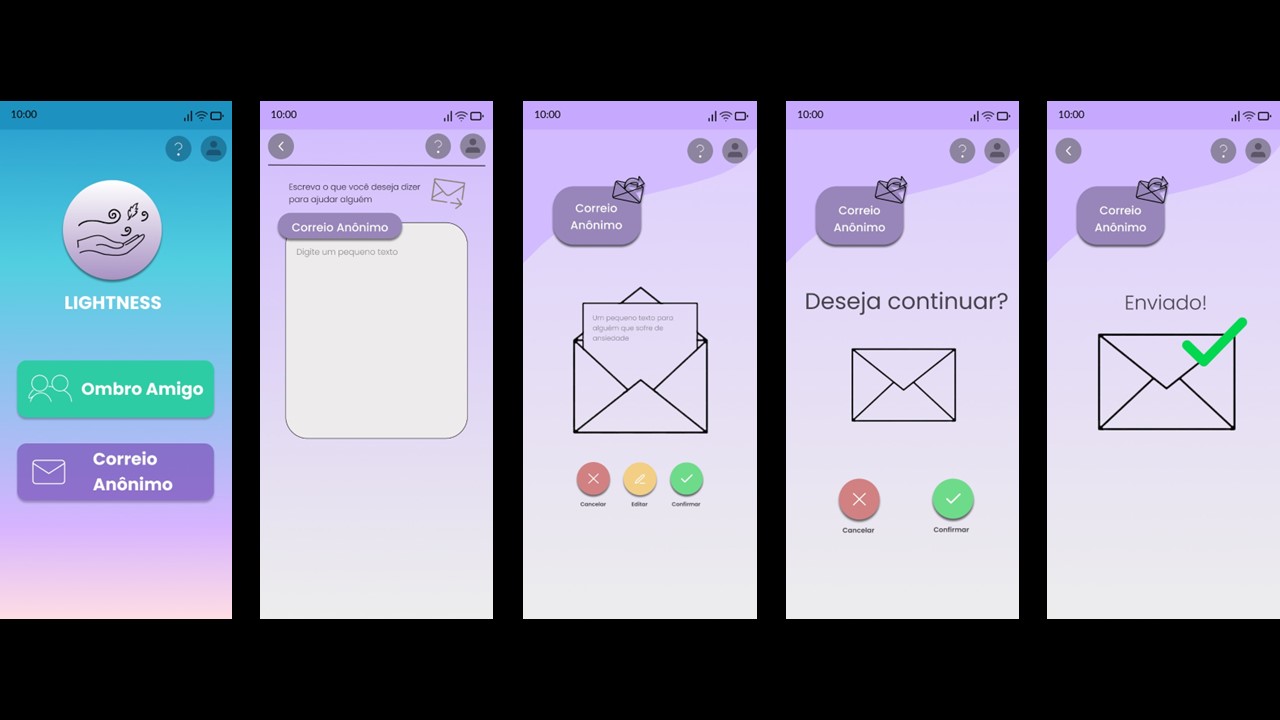 10:00
LIGHTNESS
Ombro Amigo
Correio
Anônimo
10:00
Escreva o que você deseja dizer
para ajudar alguém
Correio Anônimo
Digite um pequeno texto
10:00
Correio
Anônimo
Um pequeno texto para
alguém que sofre de
ansiedade
Cancelar
Editar
Confirmar
10:00
Correio
Anônimo
Deseja continuar?
Cancelar
Confirmar
10:00
Correio
Anônimo
Enviado!